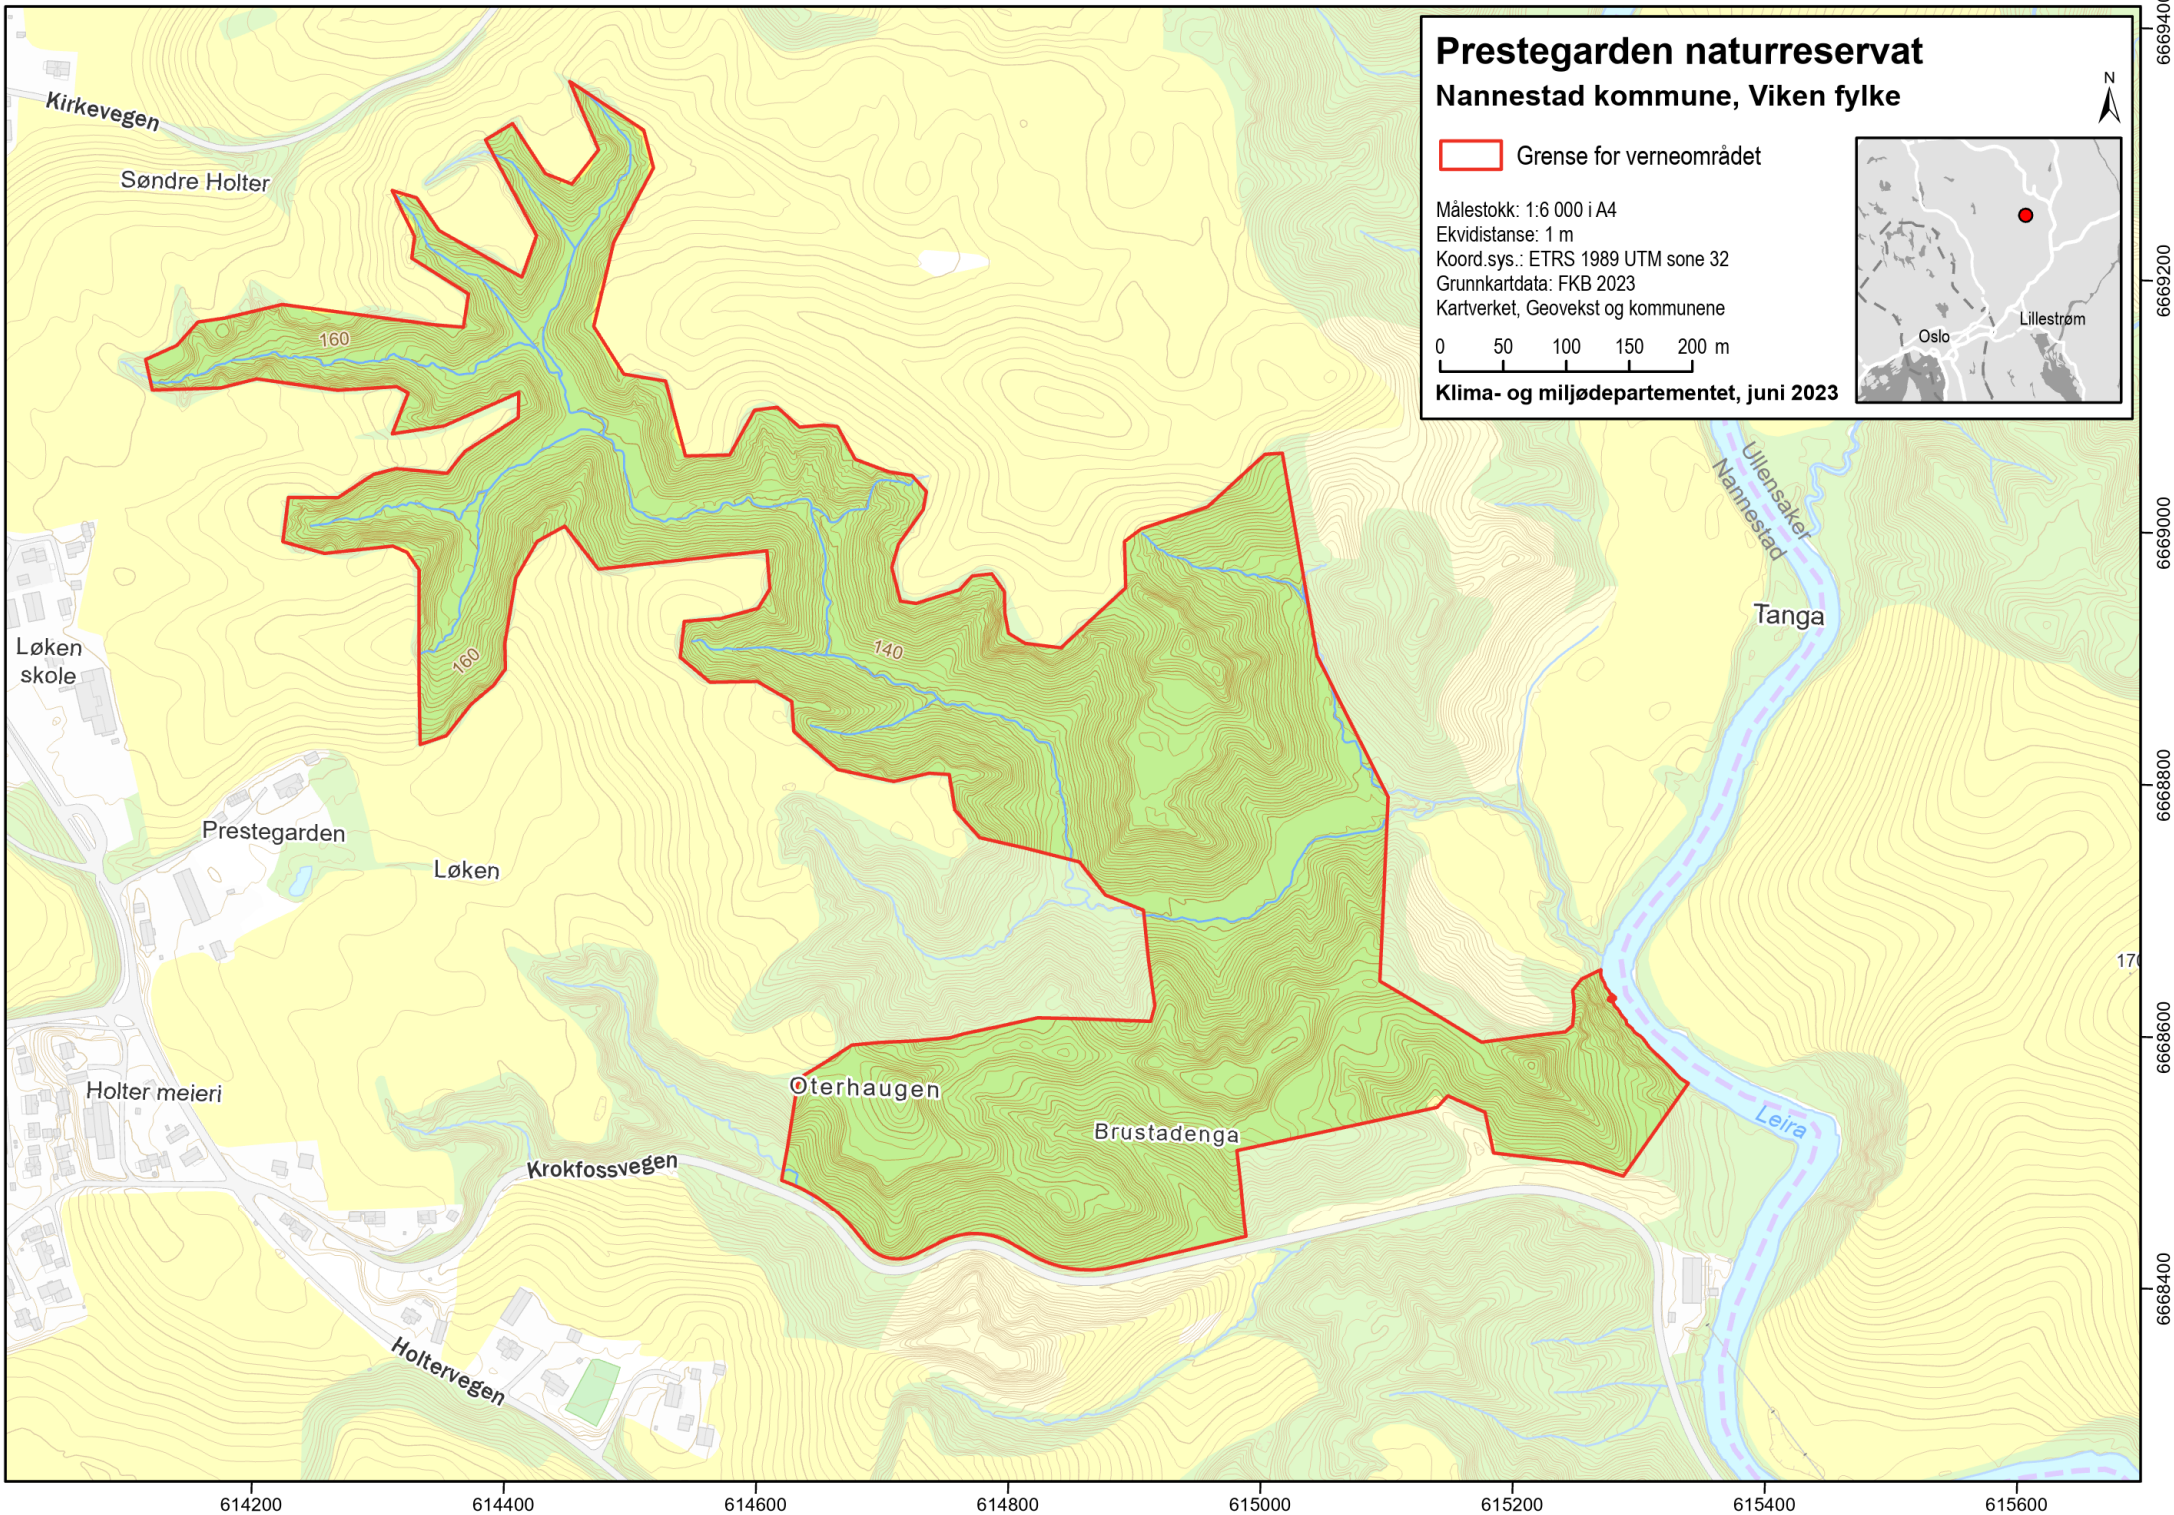 Prestegarden naturreservat
Nannestad kommune, Viken fylke
N
Grense for verneområdet
Målestokk: 1:6 000 i A4
Ekvidistanse: 1 m
Koord.sys.: ETRS 1989 UTM sone 32
Grunnkartdata: FKB 2023
Kartverket, Geovekst og kommunene
0 50 100 150 200 m
Klima- og miljødepartementet, juni 2023
Oslo
Lillestrøm
Kirkevegen
Søndre Holter
160
Ullensaker
Nannestad
Tanga
Løken
skole
160
140
Prestegarden
Løken
170
Holter meieri
Oterhaugen
Brustadenga
Leira
Krokfossvegen
Holtervegen
6669400
6669200
6669000
6668800
6668600
6668400
614200 614400 614600 614800 615000 615200 615400 615600